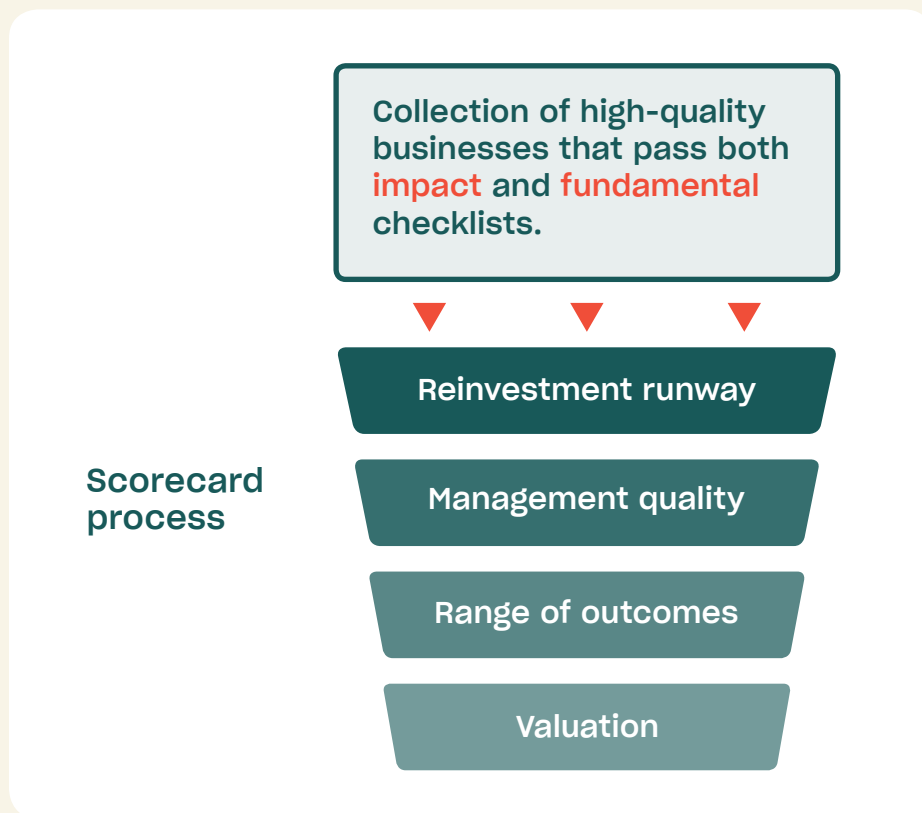 Collection of high-quality
businesses that pass both
impact and fundamental
checklists.
Reinvestment runway
Scorecard
process
Management quality
Range of outcomes
Valuation